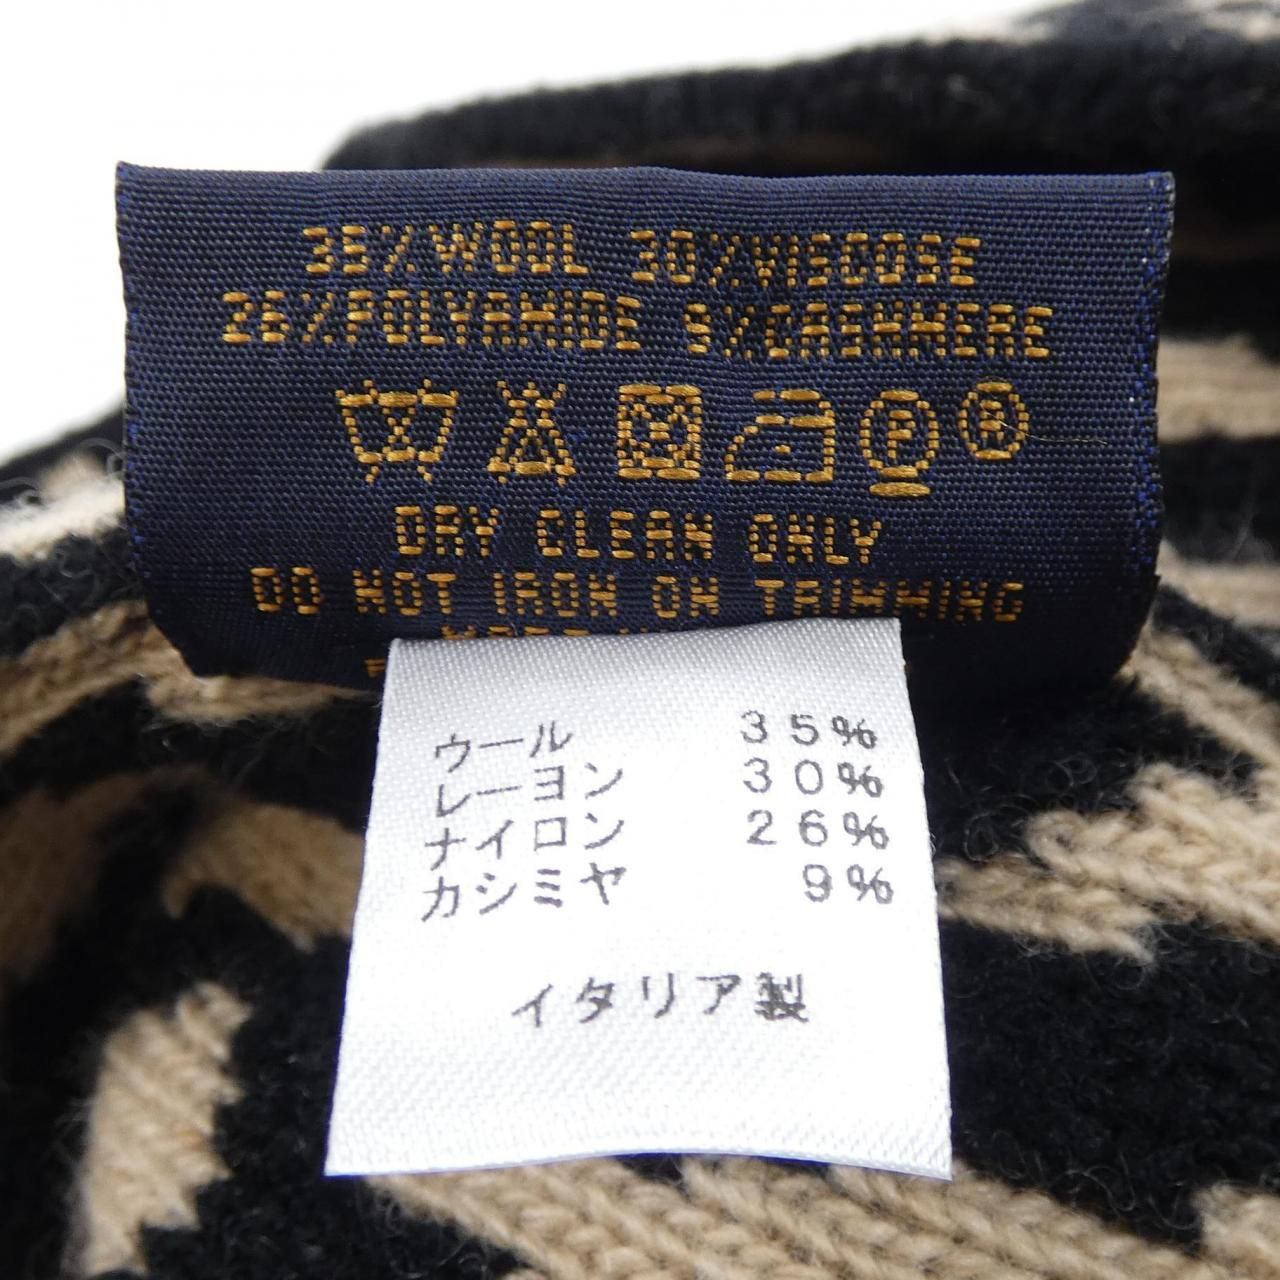 35%WOOL 30%VISCOSE
26%POLYAMIDE 9%CASHMERE
P
DRY CLEAN ONLY
DO NOT IRON ON TRIMMING
ウール 35%
レーヨン 30%
ナイロン 26%
カシミヤ 9%
イタリア製